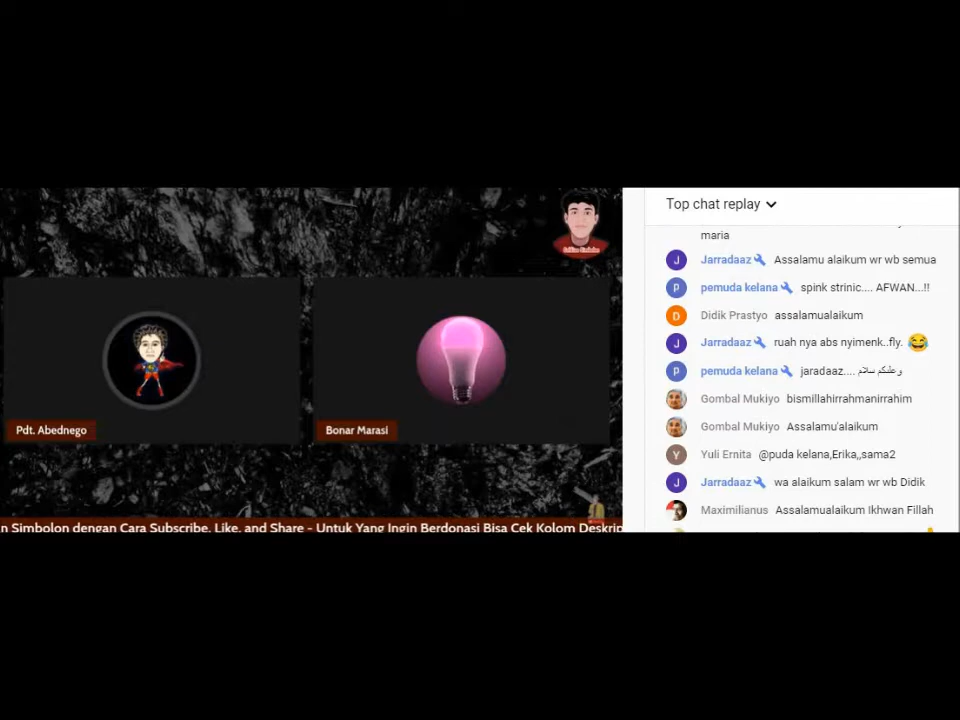 Top chat replay
maria
Jarradaaz Assalamu alaikum wr wb semua
pemuda kelana spink strinic.... AFWAN...!!
Didik Prastyo assalamualaikum
Jarradaaz ruah nya abs nyimenk..fly. 😂
pemuda kelana jaradaaz.... وعليكم سلام
Gombal Mukiyo bismillahirrahmanirrahim
Gombal Mukiyo Assalamu'alaikum
Yuli Ernita @puda kelana,Erika,,sama2
Jarradaaz wa alaikum salam wr wb Didik
Maximilianus Assalamualaikum Ikhwan Fillah
Pdt. Abednego
Bonar Marasi
n Simbolon dengan Cara Subscribe, Like, and Share - Untuk Yang Ingin Berdonasi Bisa Cek Kolom Deskrip